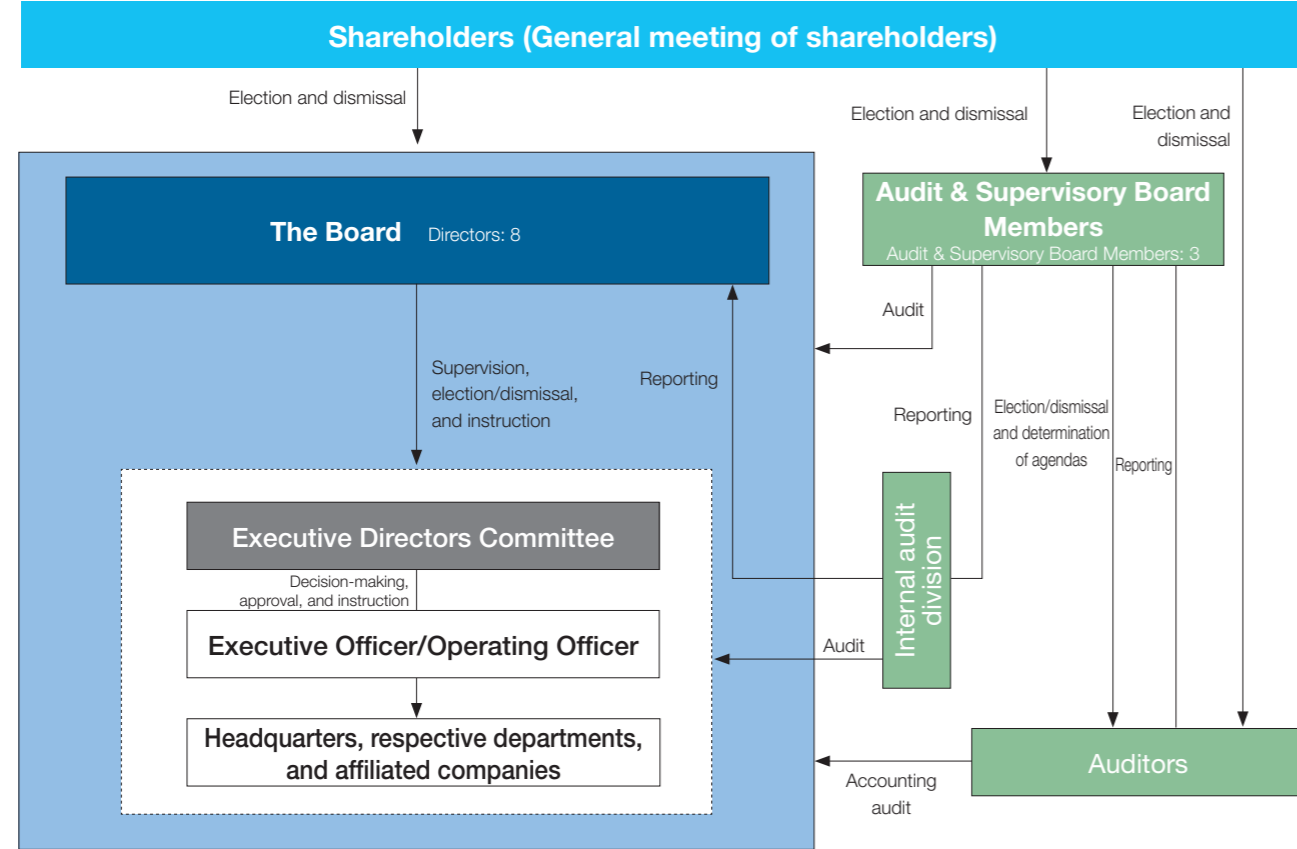 Shareholders (General meeting of shareholders)
Election and dismissal
Election and dismissal
Election and
dismissal
The Board Directors: 8
Audit & Supervisory Board
Members
Audit & Supervisory Board Members: 3
Audit
Supervision,
election/dismissal,
and instruction
Reporting
Reporting
Election/dismissal
and determination
of agendas
Reporting
Executive Directors Committee
Decision-making,
approval, and instruction
Executive Officer/Operating Officer
Headquarters, respective departments,
and affiliated companies
Internal audit
division
Audit
Auditors
Accounting
audit